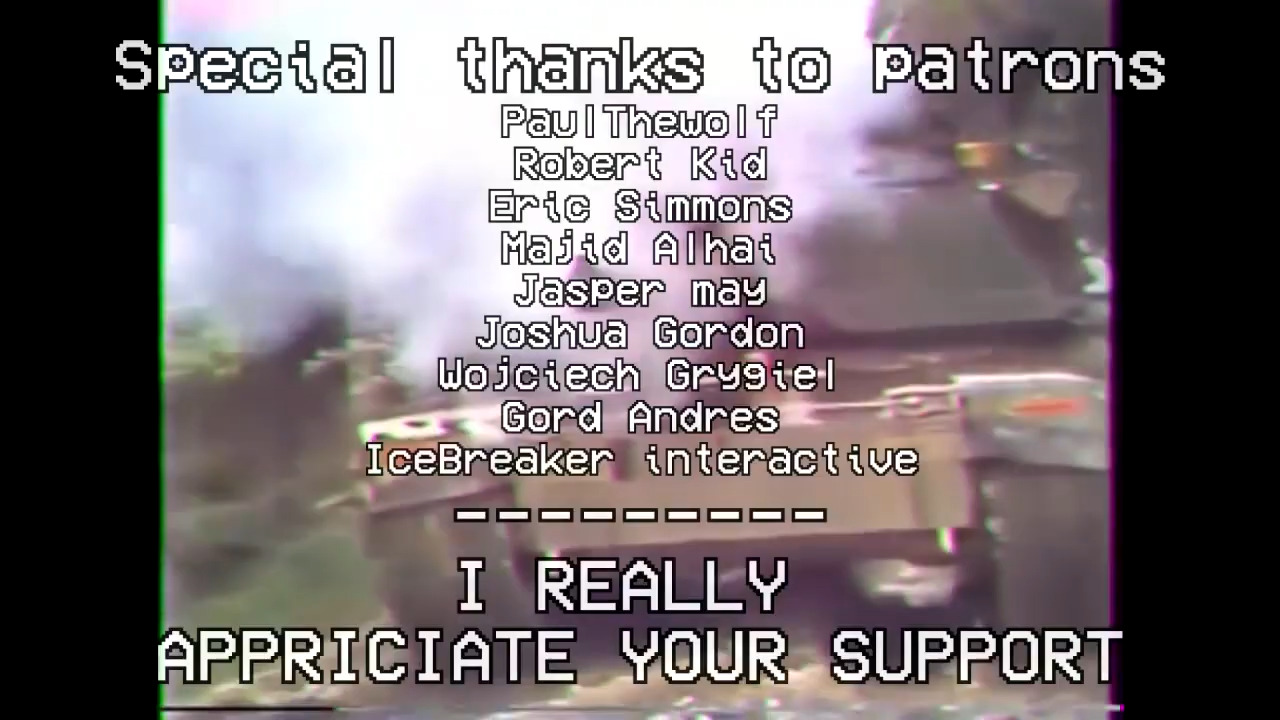 Special thanks to patrons
PaulThewolf
Robert Kid
Eric Simmons
Majid Alhai
Jasper may
Joshua Gordon
Wojciech Grygiel
Gord Andres
IceBreaker interactive
---------
I REALLY
APPRICIATE YOUR SUPPORT